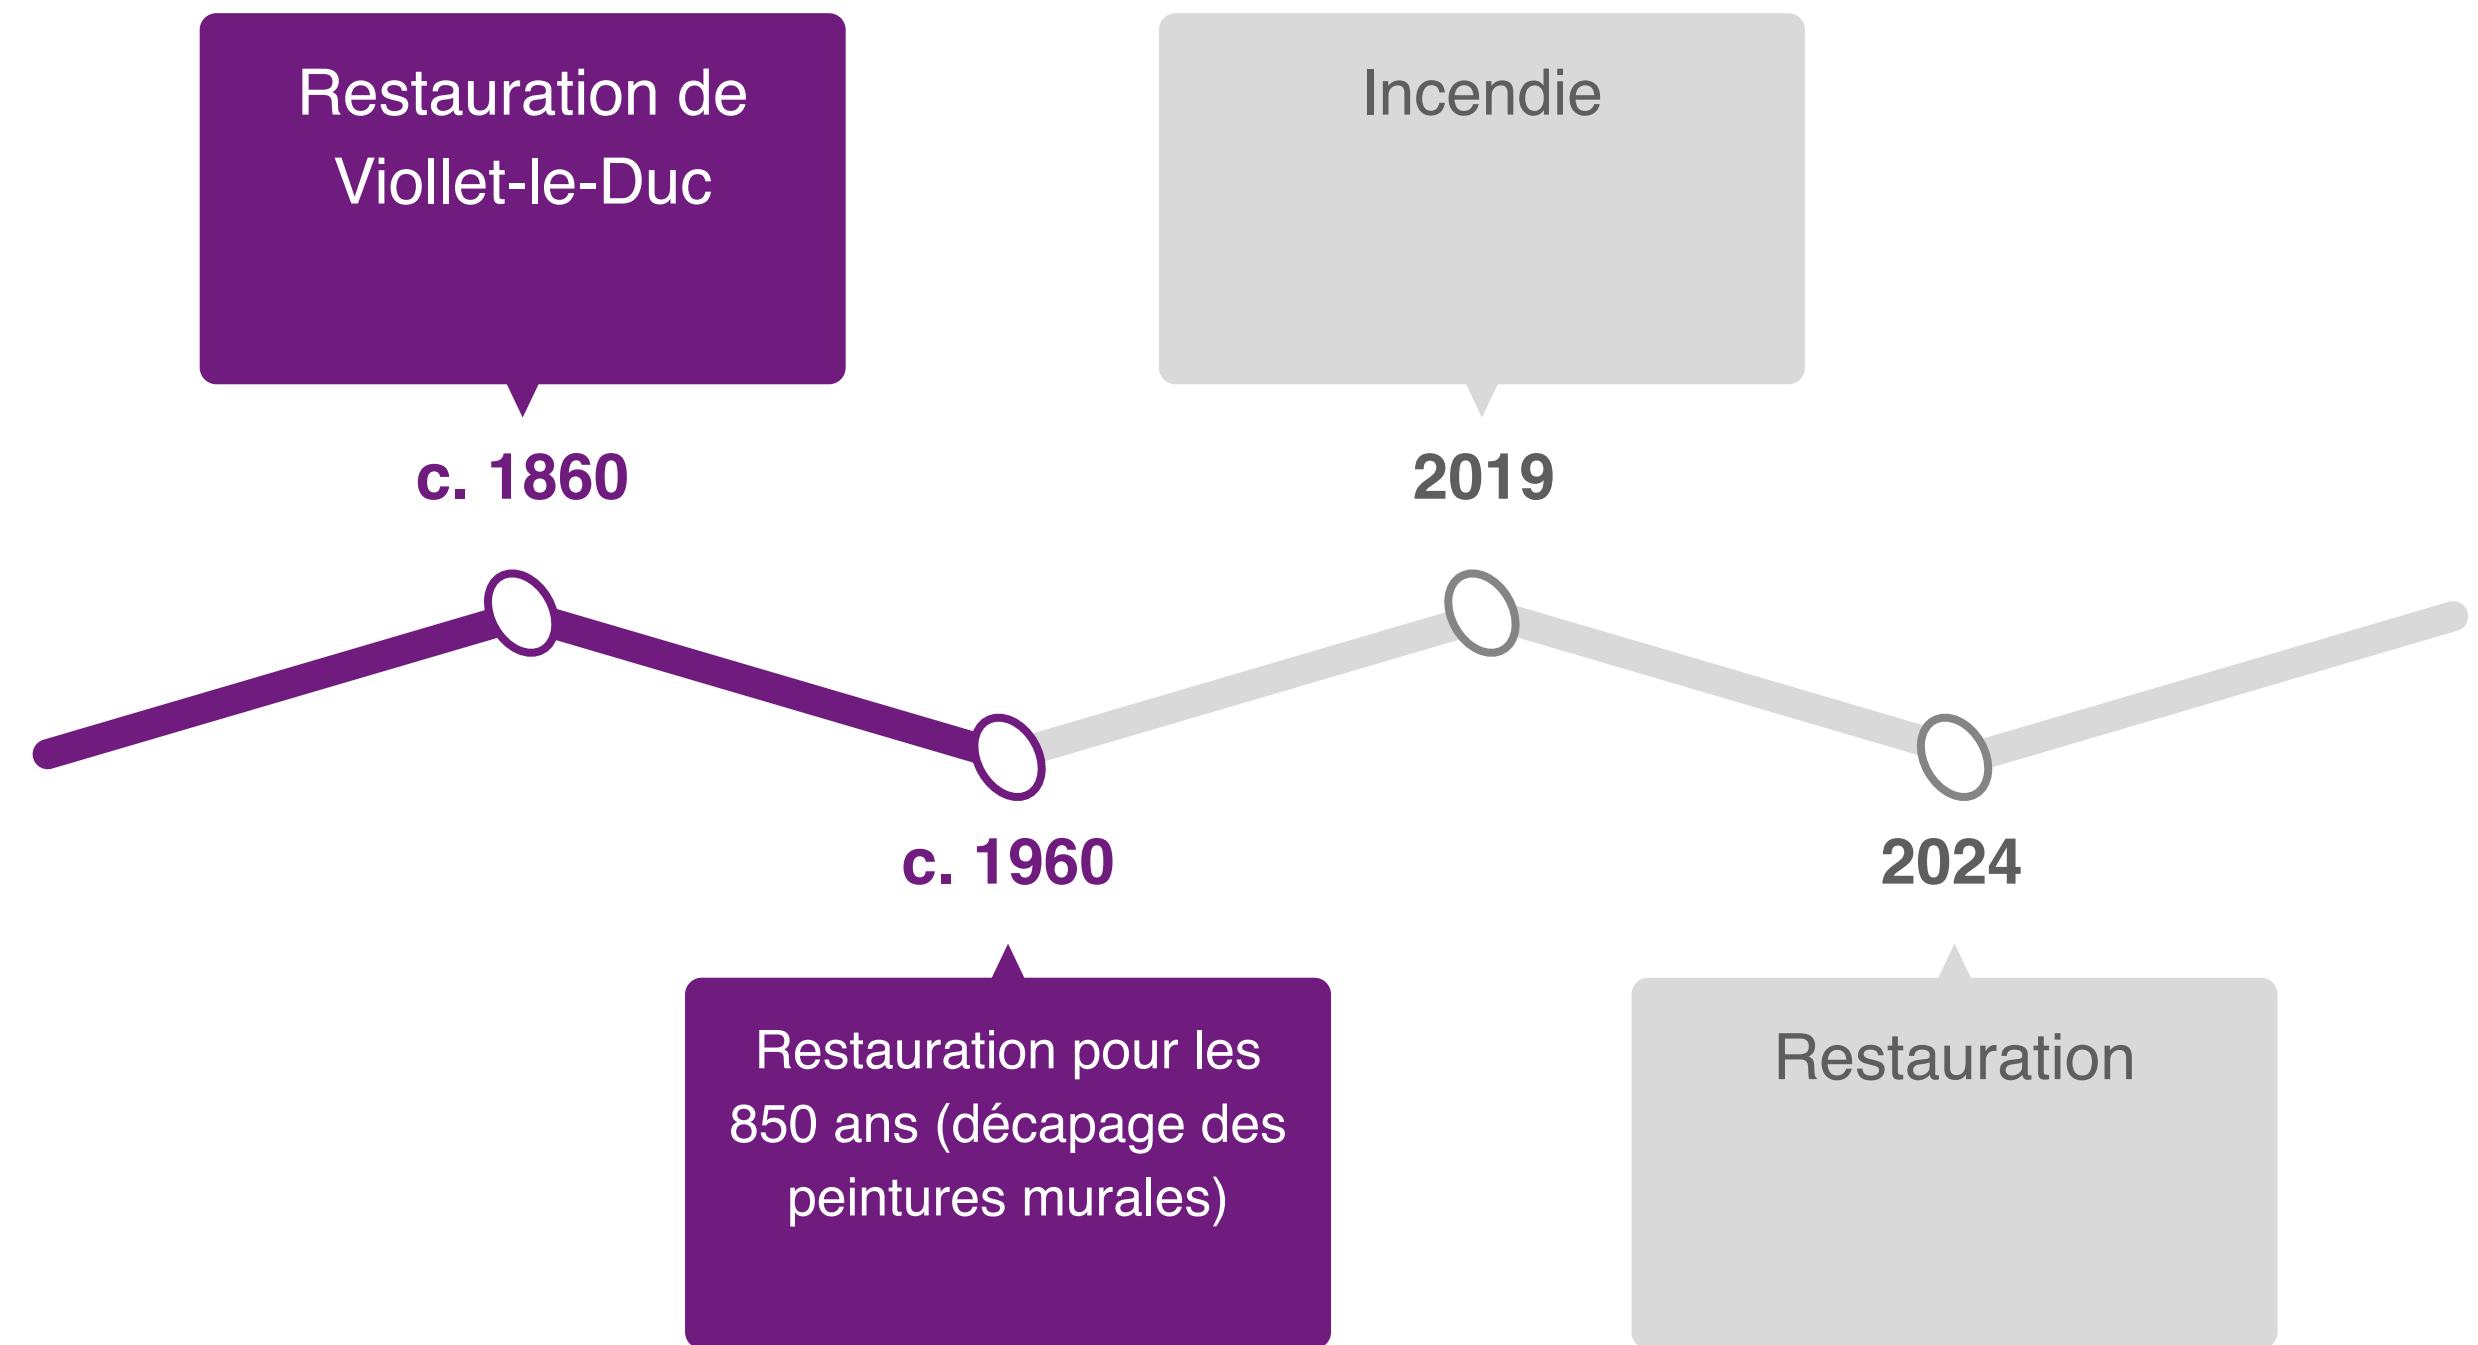 Restauration de
Viollet-le-Duc
c. 1860
Incendie
2019
c. 1960
Restauration pour les
850 ans (décapage des
peintures murales)
2024
Restauration